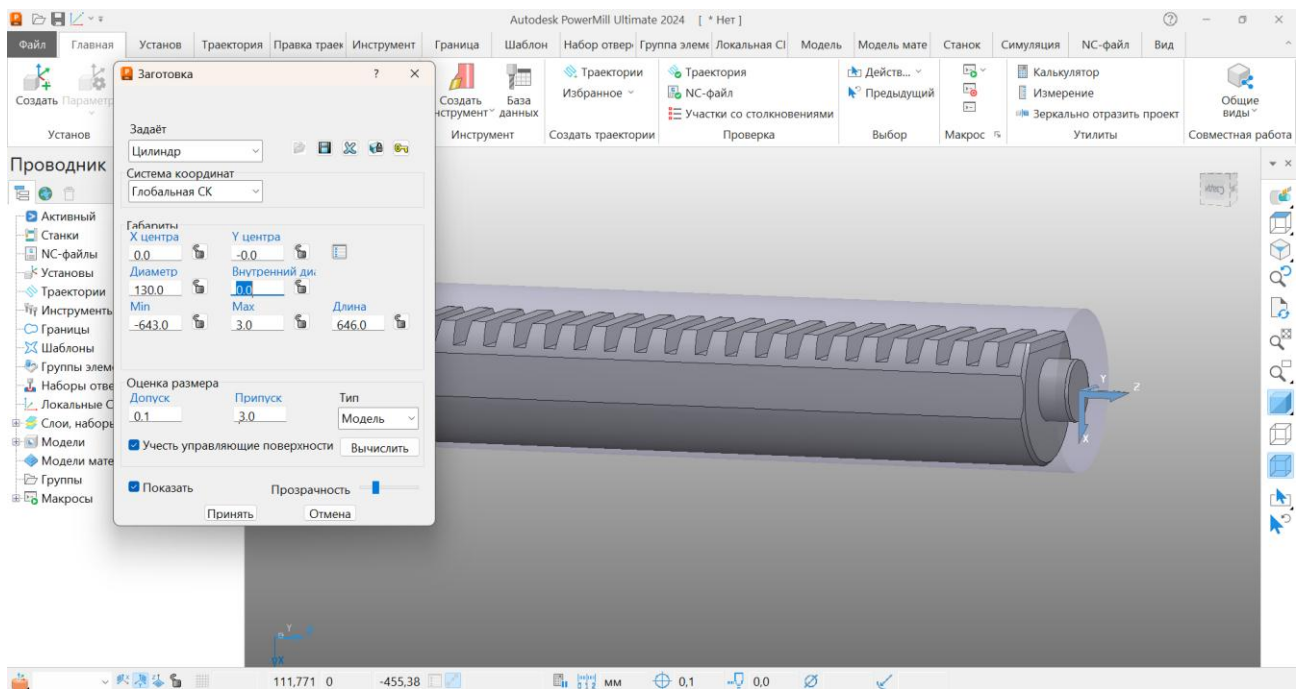 Autodesk PowerMill Ultimate 2024 [ * Нет ]
Файл Главная Установ Траектория Правка траек Инструмент Граница Шаблон Набор отвер Группа элеме Локальная СІ Модель Модель мате Станок Симуляция NC-файл Вид
Создать Параметр
Установ
Создать нструмент
База данных
Инструмент
Траектории
Избранное
Создать траектории
Траектория
NC-файл
Участки со столкновениями
Проверка
Действ...
Предыдущий
Выбор
Макрос
Калькулятор
Измерение
Зеркально отразить проект
Утилиты
Общие виды
Совместная работа
Проводник
Активный
Станки
NC-файлы
Установы
Траектории
Инструменть
Границы
Шаблоны
Группы элем
Наборы отве
Локальные С
Слои, наборь
Модели
Модели мате
Группы
Макросы
Заготовка ? ×
Задаёт
Цилиндр
Система координат
Глобальная СК
Габариты
X центра Y центра
0.0 -0.0
Диаметр Внутренний диа
130.0 0.0
Min Max Длина
-643.0 3.0 646.0
Оценка размера
Допуск Припуск Тип
0.1 3.0 Модель
Учесть управляющие поверхности Вычислить
Показать Прозрачность
Принять Отмена
Y Z
X
Y
X
111,771 0 -455,38 мм 0,1 0,0